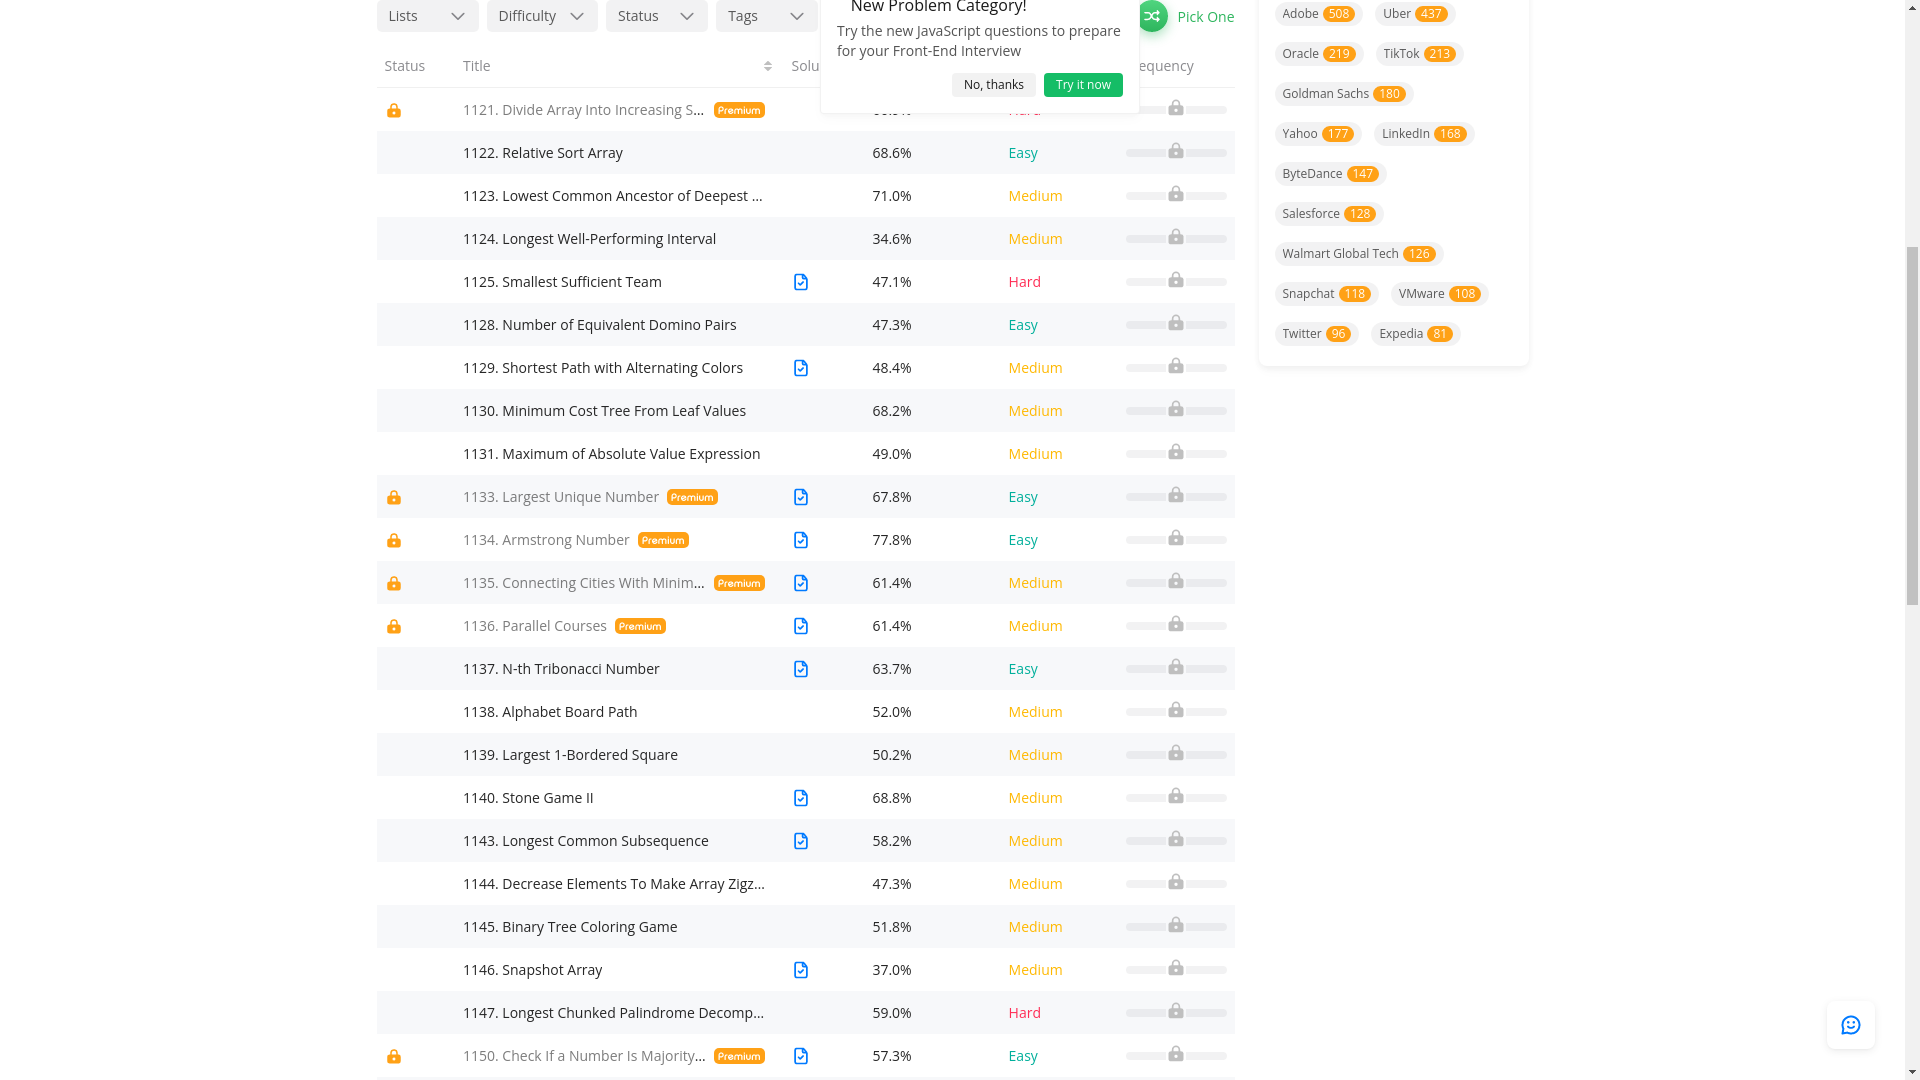 Lists Difficulty Status Tags
New Problem Category!
Try the new JavaScript questions to prepare
for your Front-End Interview
No, thanks Try it now
Pick One
Status Title Solu equency
1121. Divide Array Into Increasing S... Premium
1122. Relative Sort Array 68.6% Easy
1123. Lowest Common Ancestor of Deepest ... 71.0% Medium
1124. Longest Well-Performing Interval 34.6% Medium
1125. Smallest Sufficient Team 47.1% Hard
1128. Number of Equivalent Domino Pairs 47.3% Easy
1129. Shortest Path with Alternating Colors 48.4% Medium
1130. Minimum Cost Tree From Leaf Values 68.2% Medium
1131. Maximum of Absolute Value Expression 49.0% Medium
1133. Largest Unique Number Premium 67.8% Easy
1134. Armstrong Number Premium 77.8% Easy
1135. Connecting Cities With Minim... Premium 61.4% Medium
1136. Parallel Courses Premium 61.4% Medium
1137. N-th Tribonacci Number 63.7% Easy
1138. Alphabet Board Path 52.0% Medium
1139. Largest 1-Bordered Square 50.2% Medium
1140. Stone Game II 68.8% Medium
1143. Longest Common Subsequence 58.2% Medium
1144. Decrease Elements To Make Array Zigz... 47.3% Medium
1145. Binary Tree Coloring Game 51.8% Medium
1146. Snapshot Array 37.0% Medium
1147. Longest Chunked Palindrome Decomp... 59.0% Hard
1150. Check If a Number Is Majority... Premium 57.3% Easy
Adobe 508 Uber 437
Oracle 219 TikTok 213
Goldman Sachs 180
Yahoo 177 LinkedIn 168
ByteDance 147
Salesforce 128
Walmart Global Tech 126
Snapchat 118 VMware 108
Twitter 96 Expedia 81